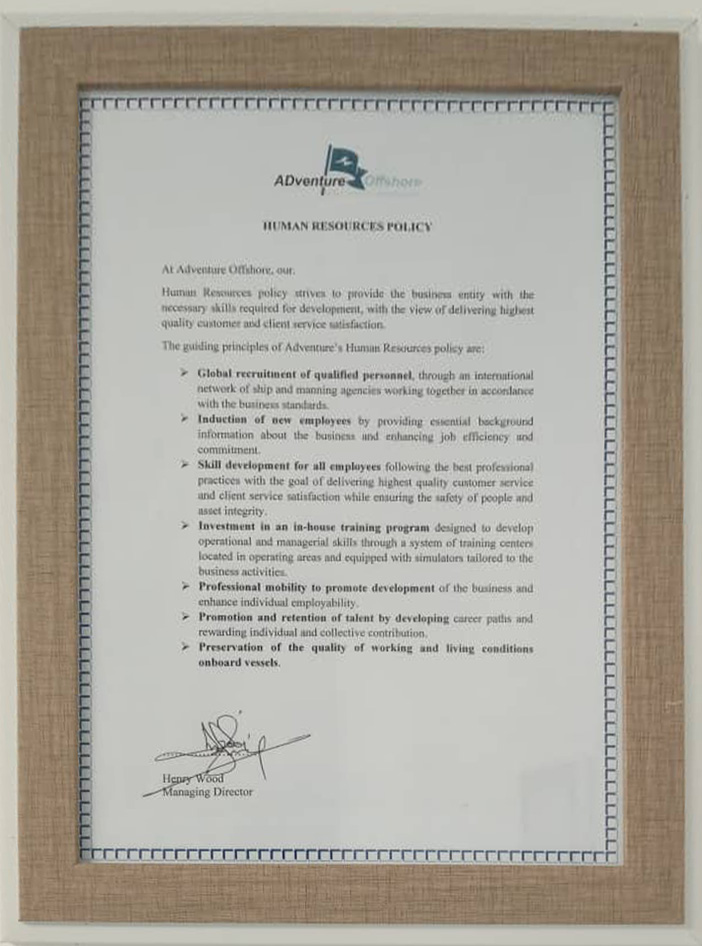 ADventure Offshore
HUMAN RESOURCES POLICY
At Adventure Offshore, our.
Human Resources policy strives to provide the business entity with the
necessary skills required for development, with the view of delivering highest
quality customer and client service satisfaction.
The guiding principles of Adventure's Human Resources policy are:
➢ Global recruitment of qualified personnel, through an international
network of ship and manning agencies working together in accordance
with the business standards.
➢ Induction of new employees by providing essential background
information about the business and enhancing job efficiency and
commitment.
➢ Skill development for all employees following the best professional
practices with the goal of delivering highest quality customer service
and client service satisfaction while ensuring the safety of people and
asset integrity.
➢ Investment in an in-house training program designed to develop
operational and managerial skills through a system of training centers
located in operating areas and equipped with simulators tailored to the
business activities.
➢ Professional mobility to promote development of the business and
enhance individual employability.
➢ Promotion and retention of talent by developing career paths and
rewarding individual and collective contribution.
➢ Preservation of the quality of working and living conditions
onboard vessels.
Henry Wood
Managing Director